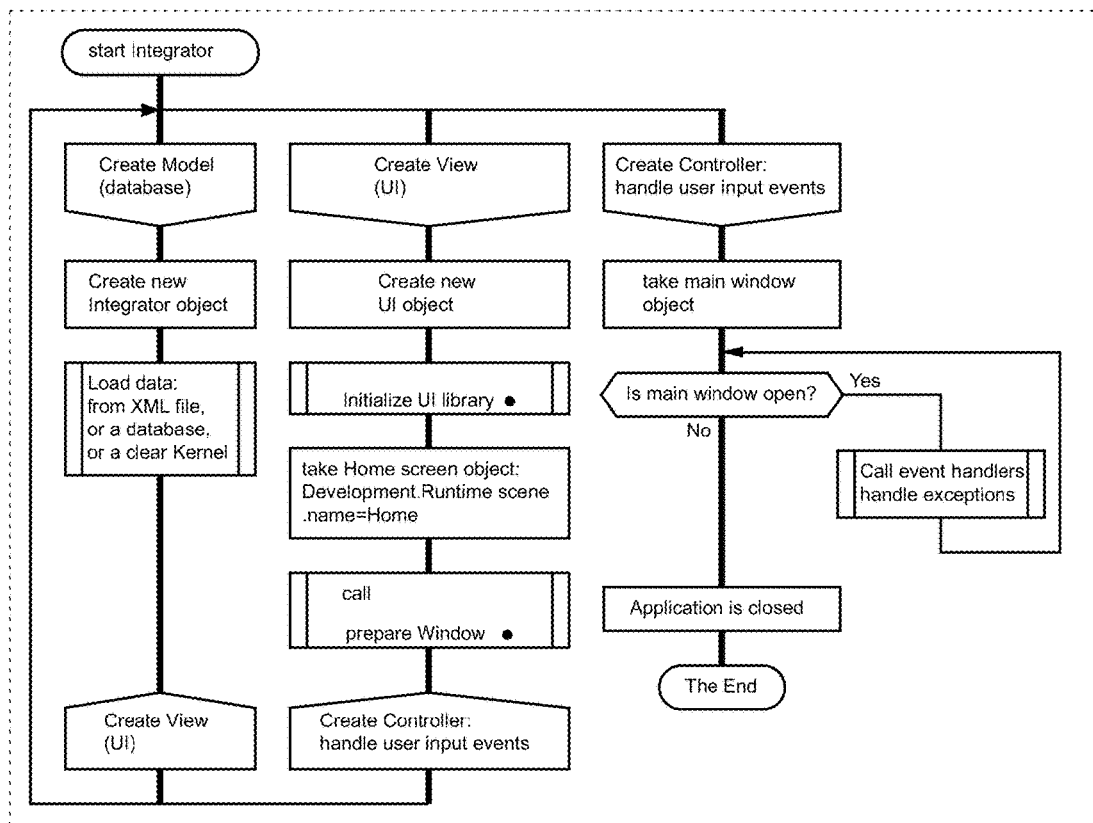 start Integrator
Create Model
(database)
Create new
Integrator object
Load data:
from XML file,
or a database,
or a clear Kernel
Create View
(UI)
Create View
(UI)
Create new
UI object
Initialize UI library
take Home screen object:
Development.Runtime scene
.name=Home
call
prepare Window
Create Controller:
handle user input events
Create Controller:
handle user input events
take main window
object
Is main window open?
Yes
No
Call event handlers
handle exceptions
Application is closed
The End